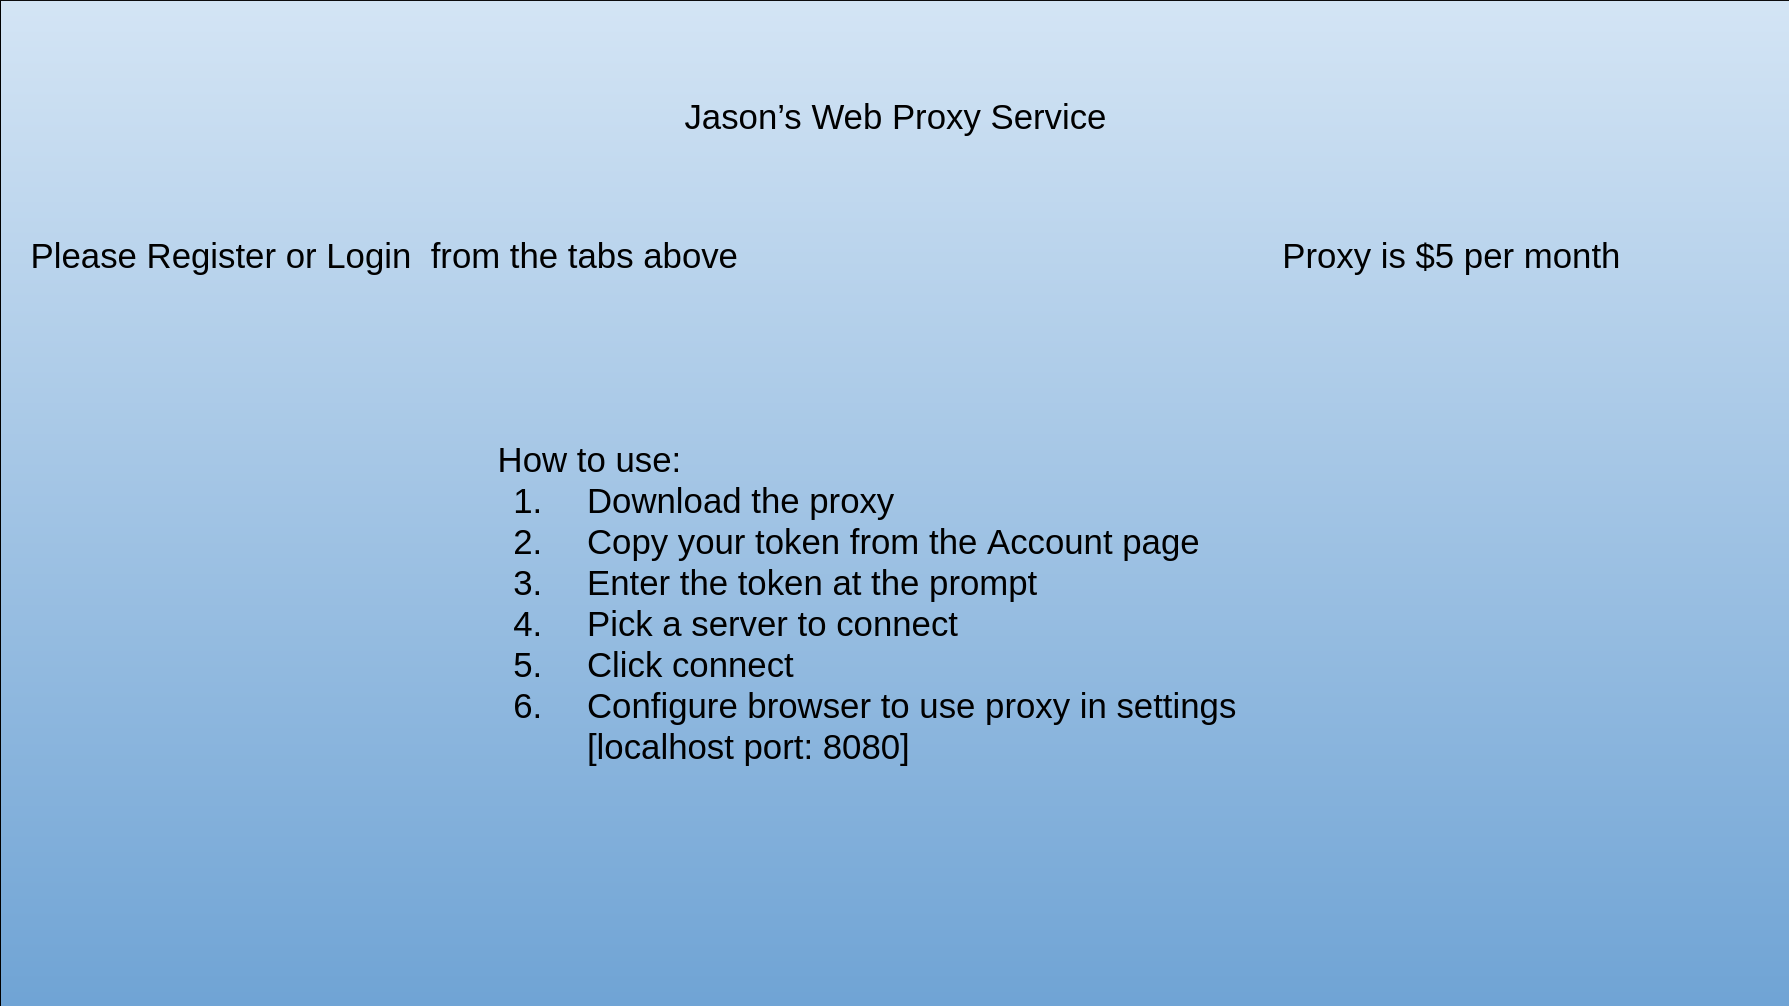 Jason’s Web Proxy Service
Please Register or Login  from the tabs above
Proxy is $5 per month
How to use:
1. Download the proxy
2. Copy your token from the Account page
3. Enter the token at the prompt
4. Pick a server to connect
5. Click connect
6. Configure browser to use proxy in settings
[localhost port: 8080]